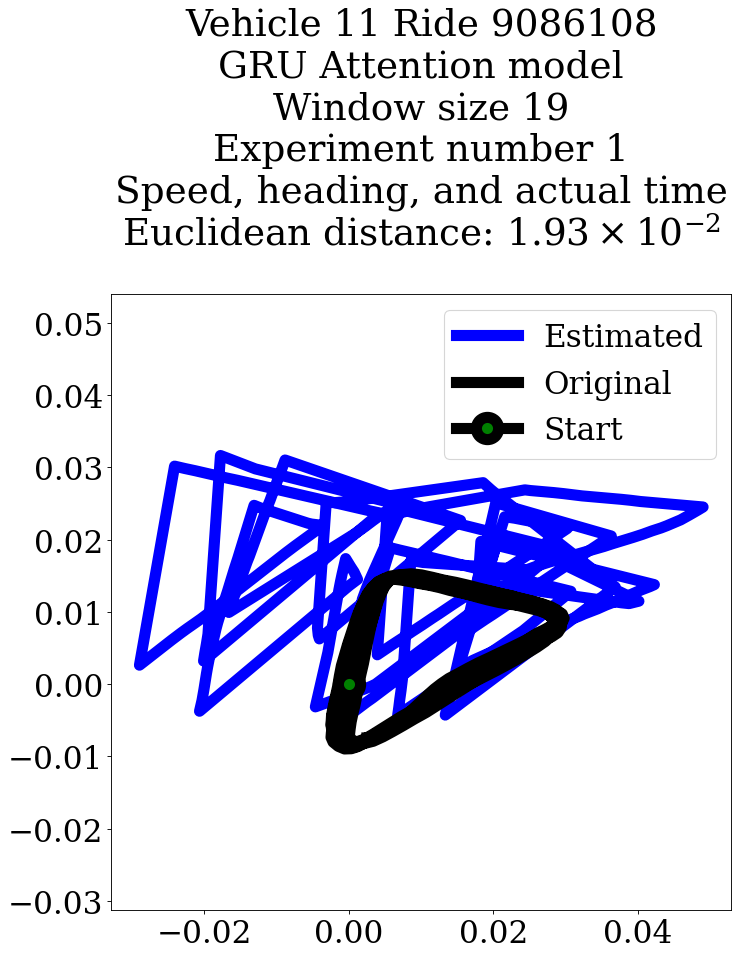 Vehicle 11 Ride 9086108
GRU Attention model
Window size 19
Experiment number 1
Speed, heading, and actual time
Euclidean distance: 1.93 × 10⁻²
Estimated
Original
Start
0.05
0.04
0.03
0.02
0.01
0.00
−0.01
−0.02
−0.03
−0.02 0.00 0.02 0.04